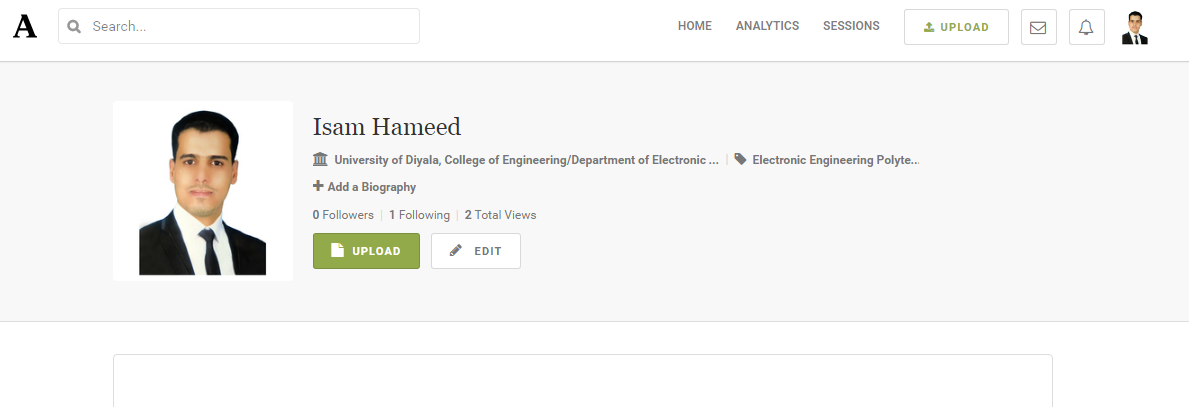 A Search... HOME ANALYTICS SESSIONS UPLOAD
Isam Hameed
University of Diyala, College of Engineering/Department of Electronic ... | Electronic Engineering Polyte...
Add a Biography
0 Followers | 1 Following | 2 Total Views
UPLOAD EDIT